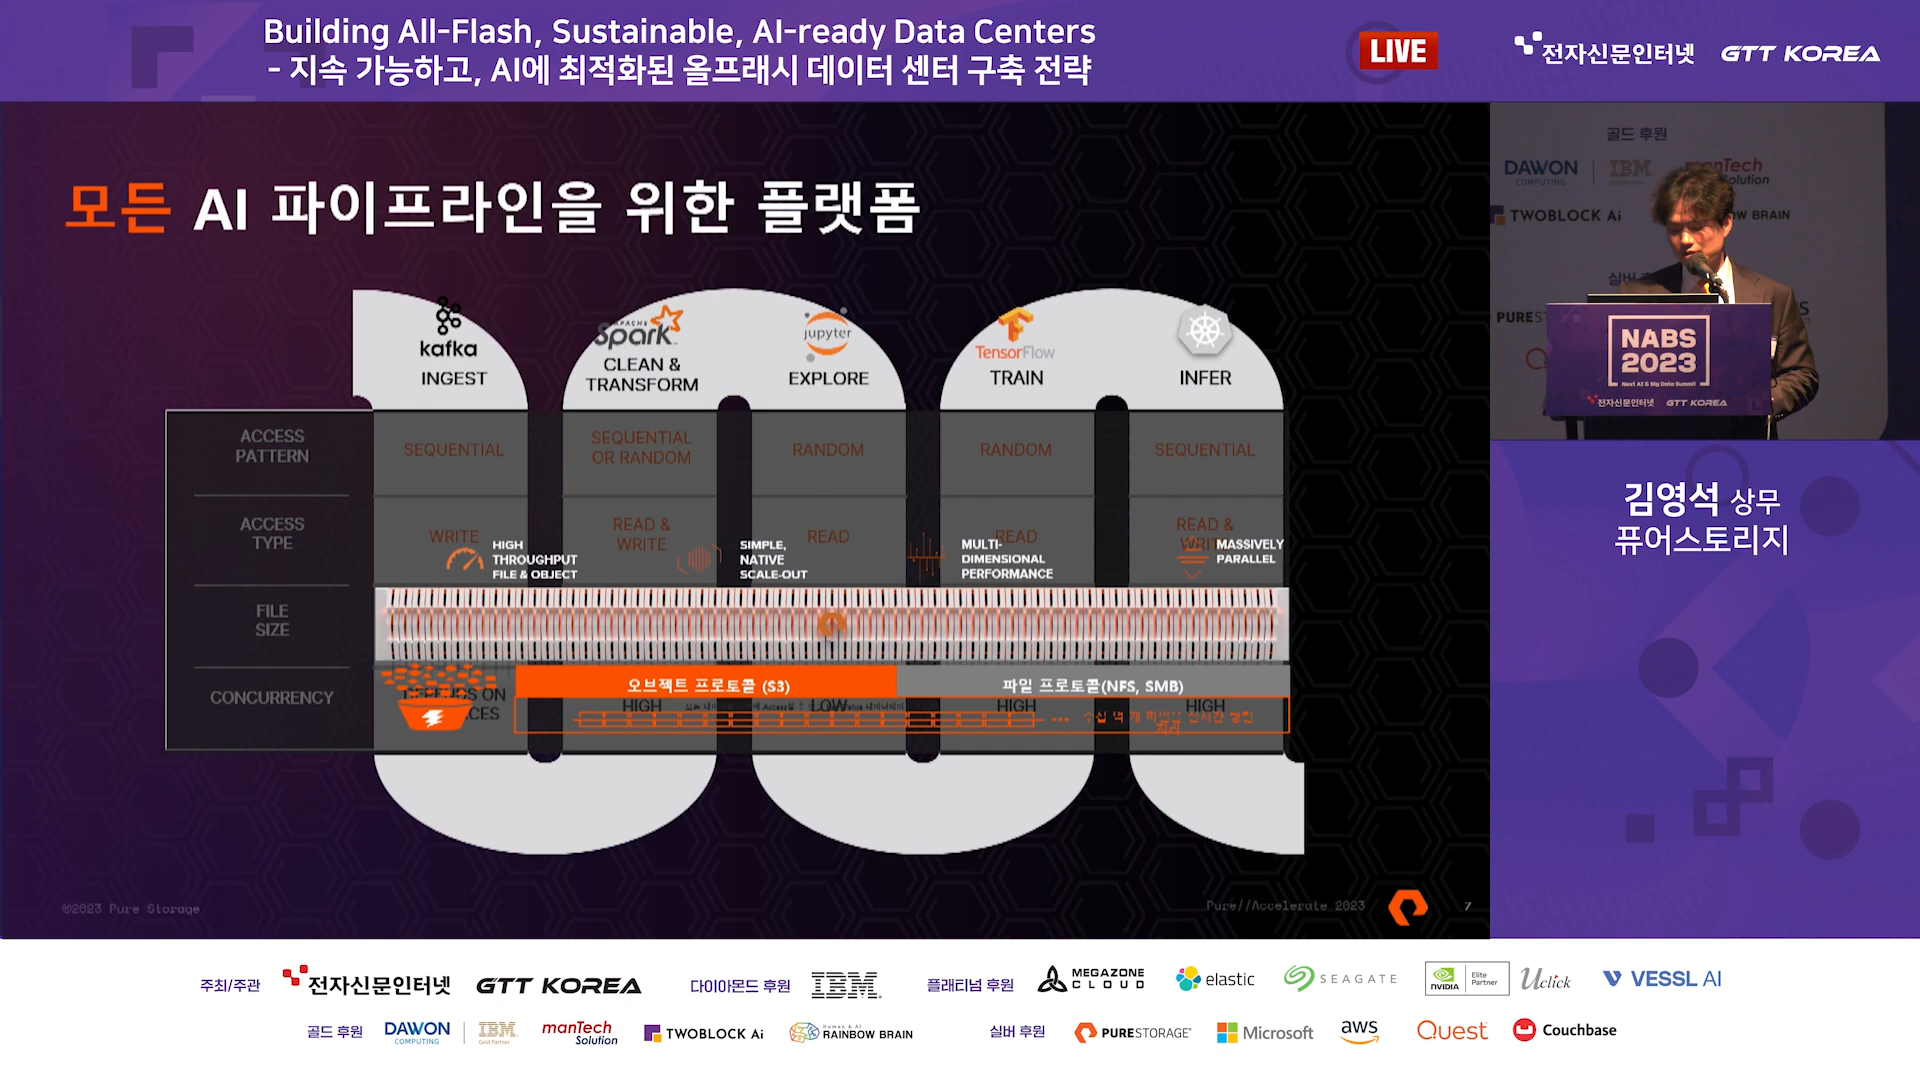 Building All-Flash, Sustainable, AI-ready Data Centers
- 지속 가능하고, AI에 최적화된 올프래시 데이터 센터 구축 전략
LIVE
전자신문인터넷
GTT KOREA
모든 AI 파이프라인을 위한 플랫폼
kafka
INGEST
APACHE
Spark
CLEAN &
TRANSFORM
jupyter
EXPLORE
TensorFlow
TRAIN
INFER
ACCESS
PATTERN
SEQUENTIAL
SEQUENTIAL
OR RANDOM
RANDOM
RANDOM
SEQUENTIAL
ACCESS
TYPE
WRITE
READ &
WRITE
READ
READ
READ &
WRITE
HIGH
THROUGHPUT
FILE & OBJECT
SIMPLE,
NATIVE
SCALE-OUT
MULTI-
DIMENSIONAL
PERFORMANCE
MASSIVELY
PARALLEL
FILE
SIZE
오브젝트 프로토콜 (S3)
파일 프로토콜(NFS, SMB)
CONCURRENCY
DEPENDS ON
HIGH
LOW
HIGH
HIGH
©2023 Pure Storage
Pure//Accelerate 2023
7
골드 후원
DAWON
COMPUTING
IBM
Gold Partner
manTech
Solution
TWOBLOCK Ai
OW BRAIN
실버
PURE
NABS
2023
Next AI & Big Data Summit
전자신문인터넷
GTT KOREA
김영석 상무
퓨어스토리지
주최/주관
전자신문인터넷
GTT KOREA
다이아몬드 후원
IBM
플래티넘 후원
MEGAZONE
CLOUD
elastic
SEAGATE
NVIDIA
Elite
Partner
Uclick
VESSL AI
골드 후원
DAWON
COMPUTING
IBM
Gold Partner
manTech
Solution
TWOBLOCK Ai
Human & AI
RAINBOW BRAIN
실버 후원
PURESTORAGE
Microsoft
aws
Quest
Couchbase